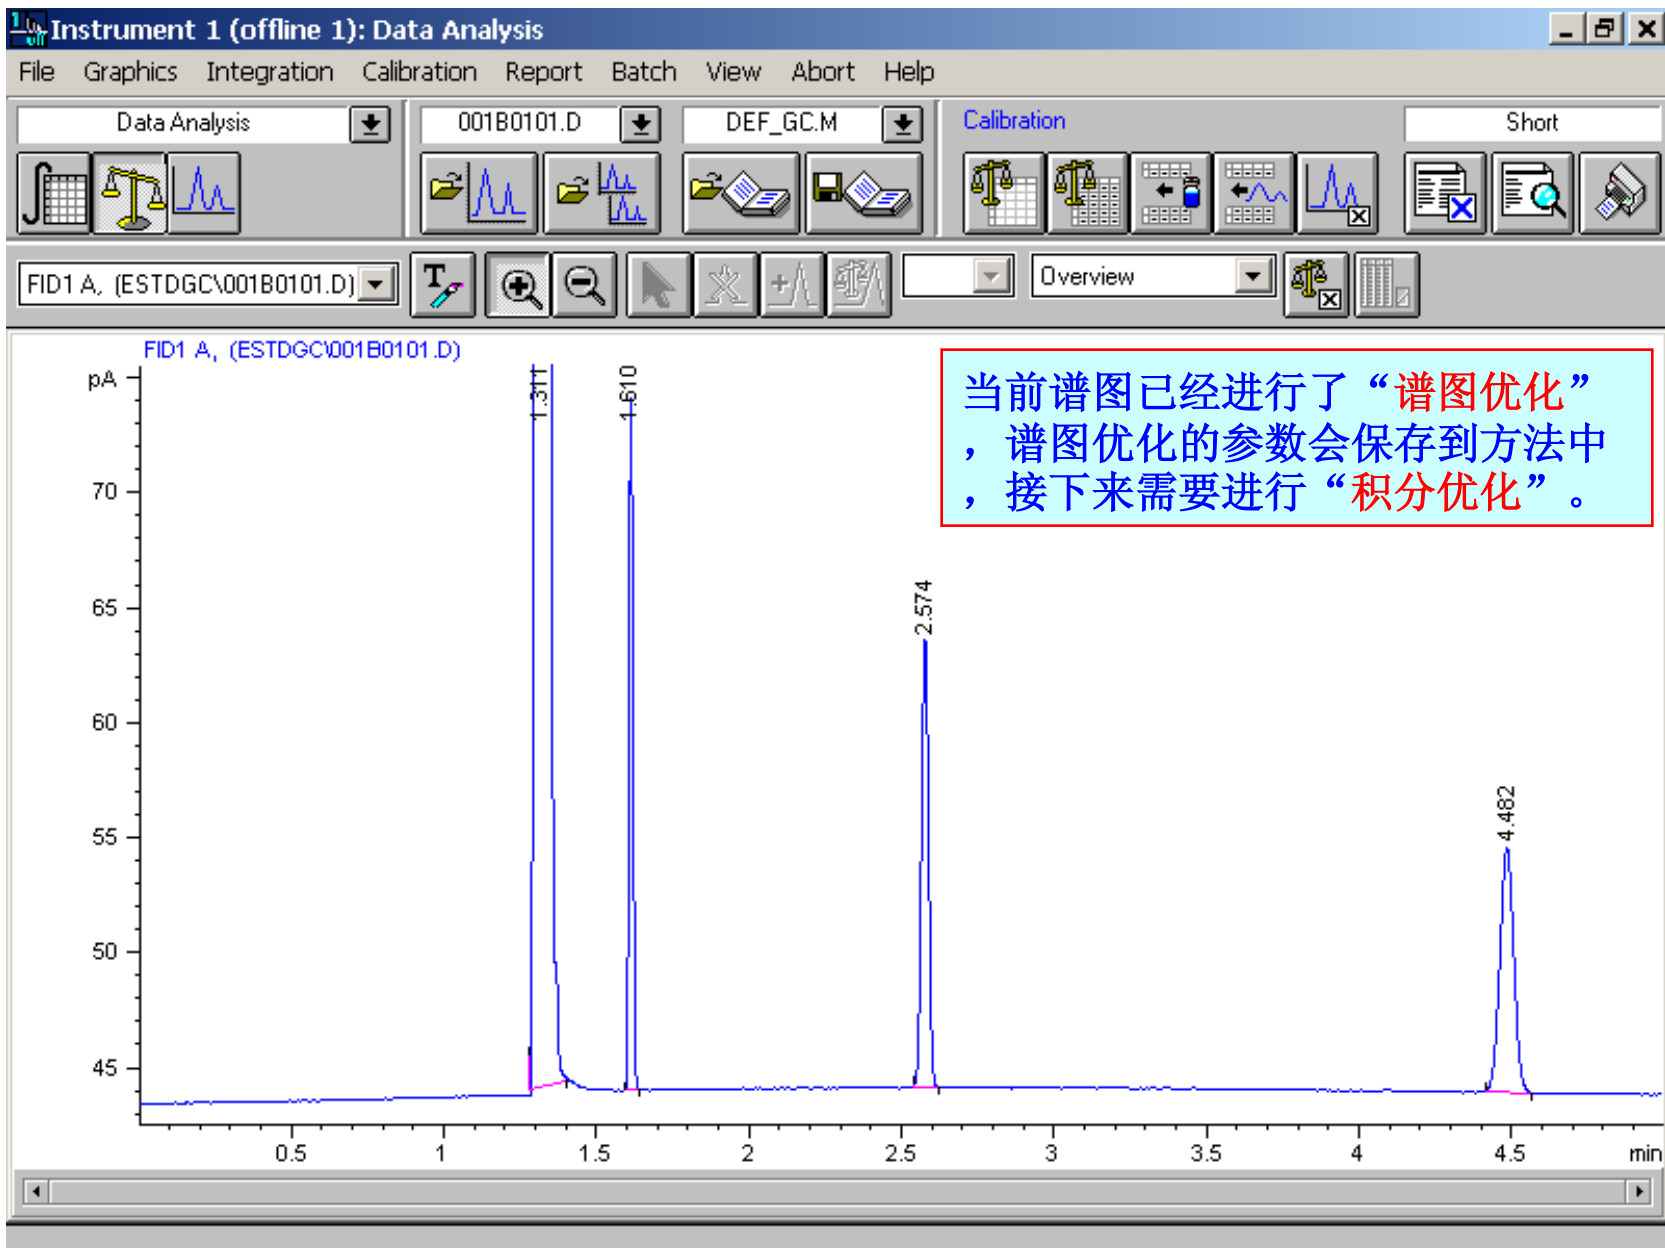 Instrument 1 (offline 1): Data Analysis
File Graphics Integration Calibration Report Batch View Abort Help
Data Analysis 001B0101.D DEF_GC.M Calibration Short
FID1 A, (ESTDGC\001B0101.D) Overview
FID1 A, (ESTDGC\001B0101.D)
pA
1.311
1.610
当前谱图已经进行了“谱图优化”
，谱图优化的参数会保存到方法中
，接下来需要进行“积分优化”。
70
65
2.574
60
4.482
55
50
45
0.5 1 1.5 2 2.5 3 3.5 4 4.5 min